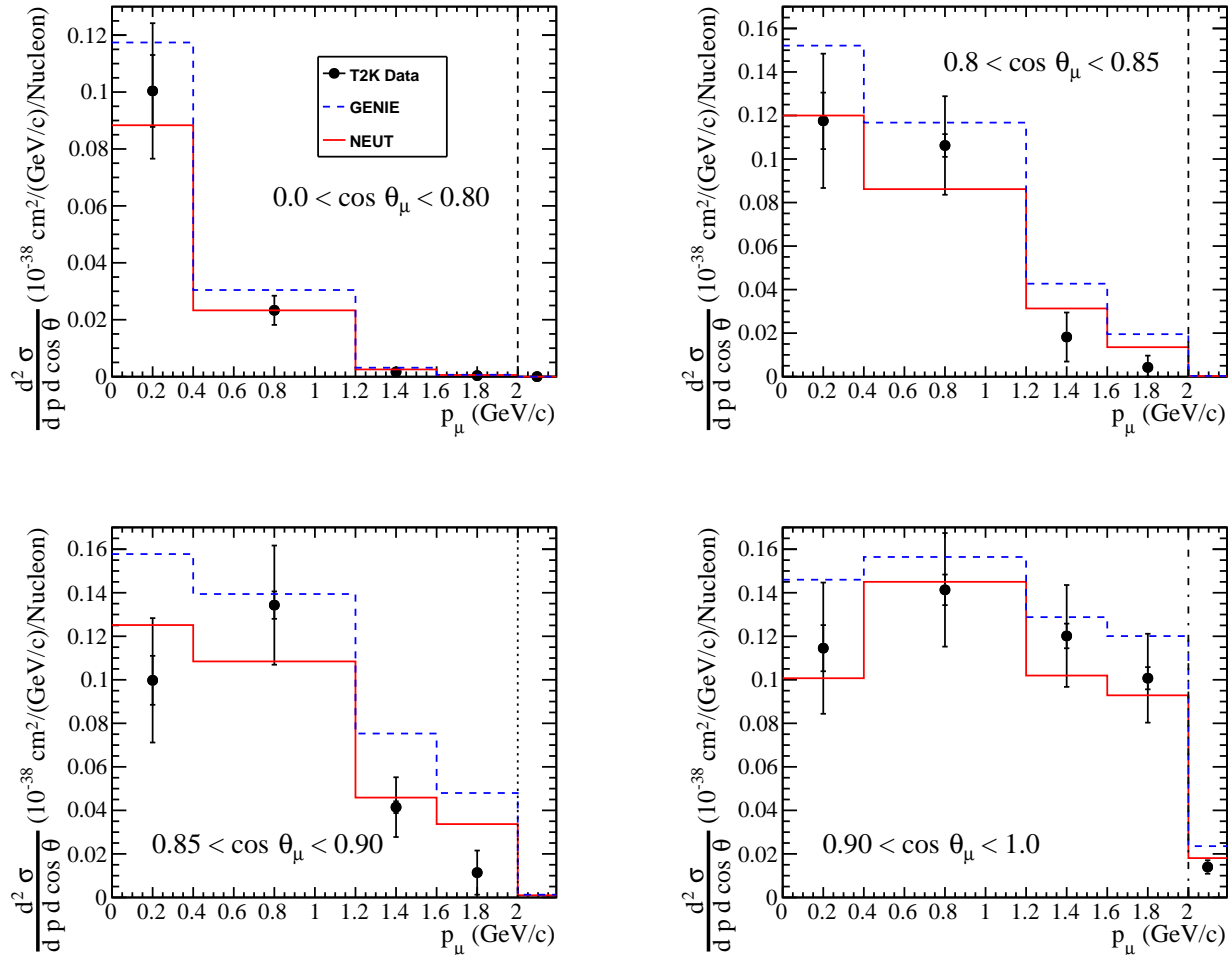 0.12
0.1
0.08
0.06
0.04
0.02
0
T2K Data
GENIE
NEUT
0.0 < cos θμ < 0.80
0 0.2 0.4 0.6 0.8 1 1.2 1.4 1.6 1.8 2
pμ (GeV/c)
d² σ
d p d cos θ
(10⁻³⁸ cm²/(GeV/c)/Nucleon)
0.16
0.14
0.12
0.1
0.08
0.06
0.04
0.02
0
0.8 < cos θμ < 0.85
0 0.2 0.4 0.6 0.8 1 1.2 1.4 1.6 1.8 2
pμ (GeV/c)
d² σ
d p d cos θ
(10⁻³⁸ cm²/(GeV/c)/Nucleon)
0.16
0.14
0.12
0.1
0.08
0.06
0.04
0.02
0
0.85 < cos θμ < 0.90
0 0.2 0.4 0.6 0.8 1 1.2 1.4 1.6 1.8 2
pμ (GeV/c)
d² σ
d p d cos θ
(10⁻³⁸ cm²/(GeV/c)/Nucleon)
0.16
0.14
0.12
0.1
0.08
0.06
0.04
0.02
0
0.90 < cos θμ < 1.0
0 0.2 0.4 0.6 0.8 1 1.2 1.4 1.6 1.8 2
pμ (GeV/c)
d² σ
d p d cos θ
(10⁻³⁸ cm²/(GeV/c)/Nucleon)